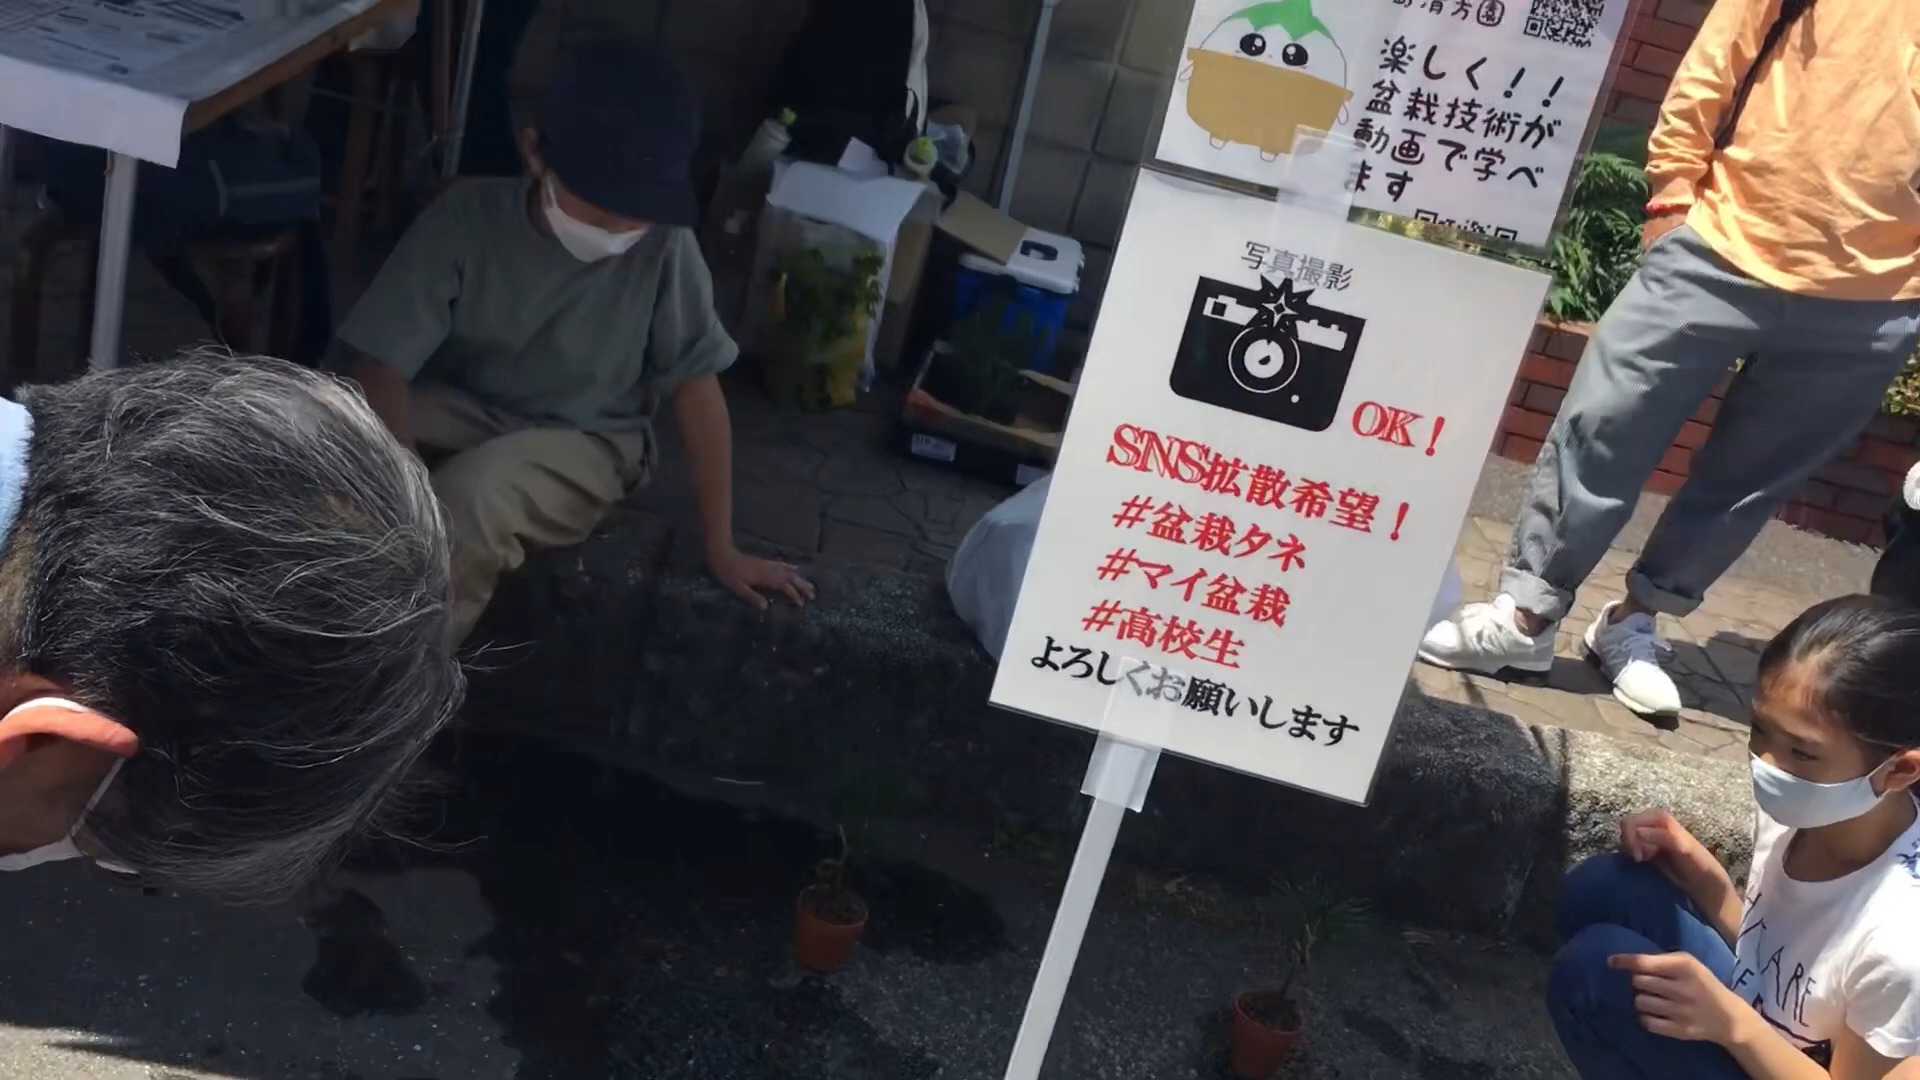 楽しく！！
盆栽技術が
動画で学べ
ます
写真撮影
OK！
SNS拡散希望！
#盆栽タネ
#マイ盆栽
#高校生
よろしくお願いします